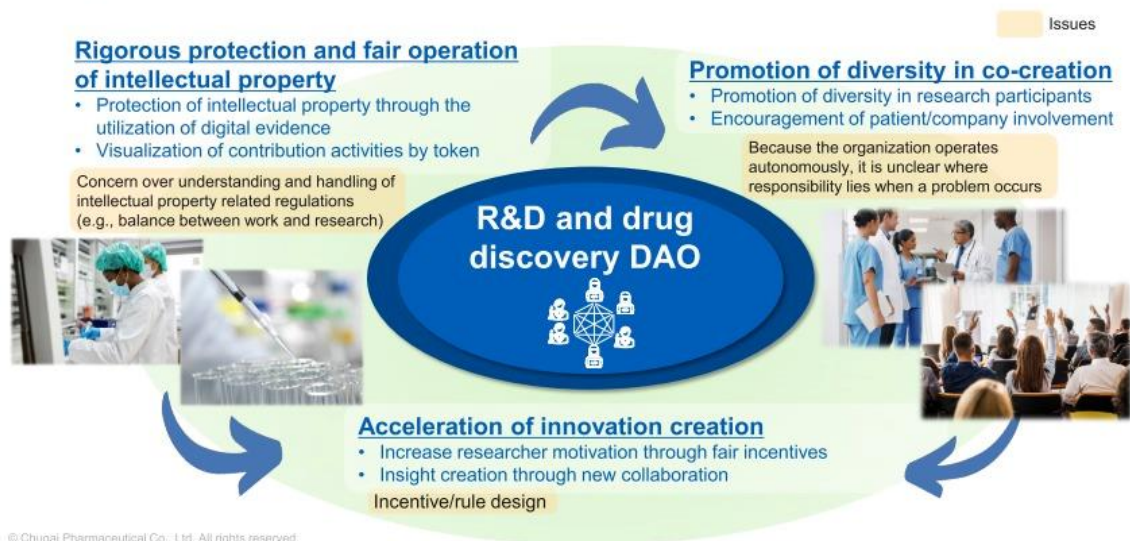 Issues
Rigorous protection and fair operation
of intellectual property
• Protection of intellectual property through the
utilization of digital evidence
• Visualization of contribution activities by token
Concern over understanding and handling of
intellectual property related regulations
(e.g., balance between work and research)
Promotion of diversity in co-creation
• Promotion of diversity in research participants
• Encouragement of patient/company involvement
Because the organization operates
autonomously, it is unclear where
responsibility lies when a problem occurs
R&D and drug
discovery DAO
Acceleration of innovation creation
• Increase researcher motivation through fair incentives
• Insight creation through new collaboration
Incentive/rule design
© Chugai Pharmaceutical Co., Ltd. All rights reserved.